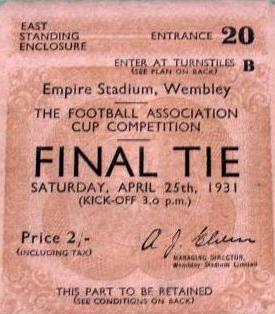 EAST
STANDING
ENCLOSURE
ENTRANCE 20
ENTER AT TURNSTILES B
(SEE PLAN ON BACK)
Empire Stadium, Wembley
THE FOOTBALL ASSOCIATION
CUP COMPETITION
FINAL TIE
SATURDAY, APRIL 25th, 1931
(KICK-OFF 3.0 p.m.)
Price 2/-
(INCLUDING TAX)
MANAGING DIRECTOR,
Wembley Stadium Limited
THIS PART TO BE RETAINED
(SEE CONDITIONS ON BACK)